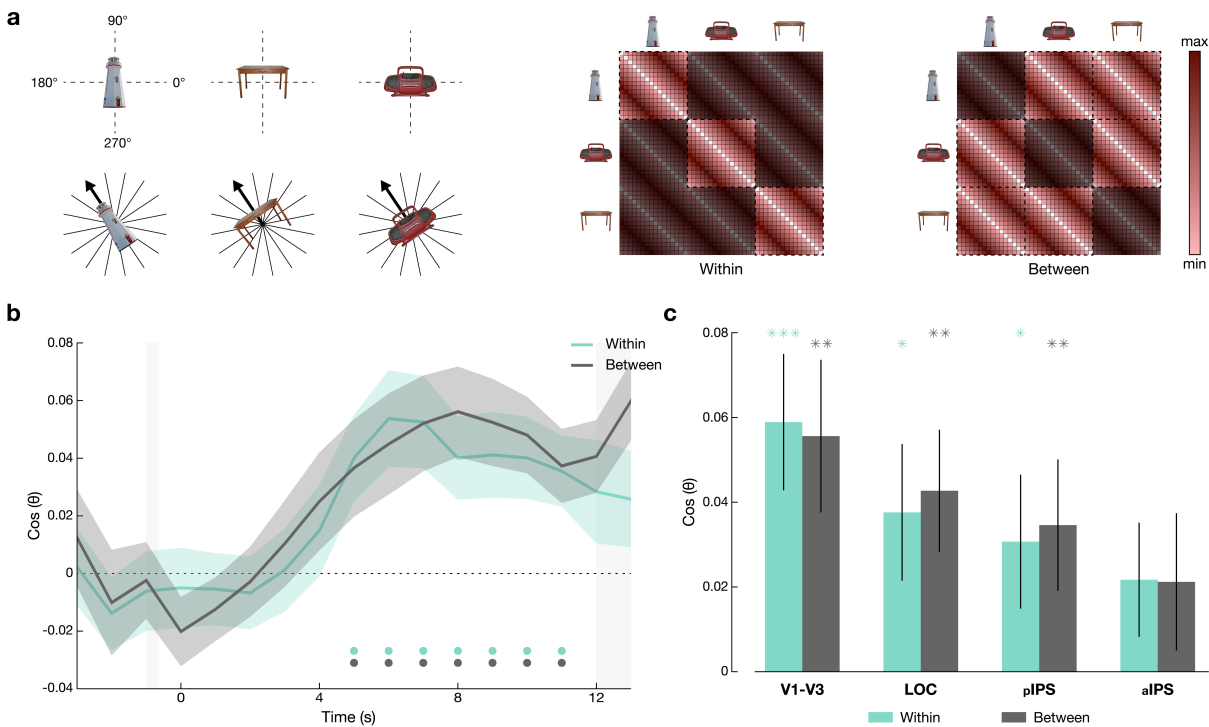 a
90°
180°
0°
270°
Within
Between
max
min
b
Within
Between
0.08
0.06
0.04
0.02
0
-0.02
-0.04
Cos (θ)
0
4
8
12
Time (s)
c
0.08
0.06
0.04
0.02
0
Cos (θ)
✳✳✳
✳✳
✳
✳✳
✳
✳✳
V1-V3
LOC
pIPS
aIPS
Within
Between